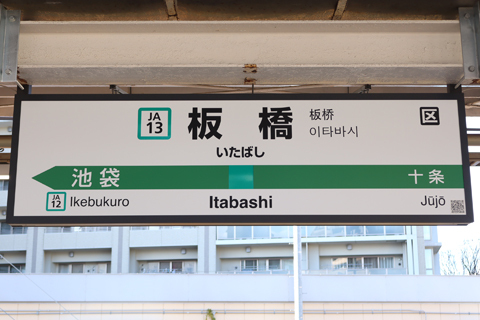 JA
13
板橋
板桥
이타바시
区
いたばし
池袋
十条
JA
12
Ikebukuro
Itabashi
Jūjō